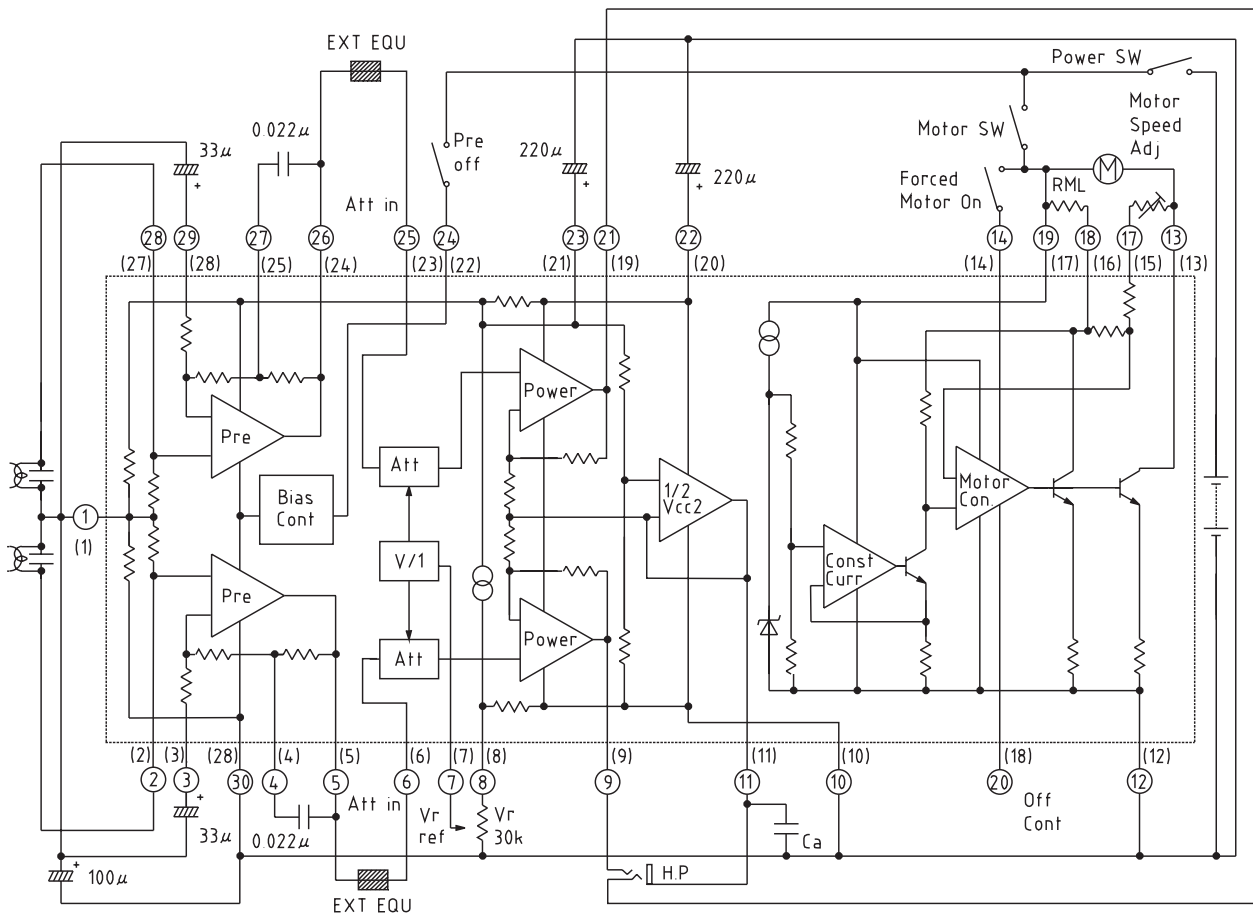 EXT EQU
Power SW
0.022μ
33μ
Pre
off
220μ
220μ
Motor SW
Motor
Speed
Adj
Att in
Forced
Motor On
RML
M
28
29
27
26
25
24
23
21
22
14
19
18
17
13
(27)
(28)
(25)
(24)
(23)
(22)
(21)
(19)
(20)
(14)
(17)
(16)
(15)
(13)
Power
Pre
Att
Bias
Cont
1/2
Vcc2
Motor
Con.
1
(1)
V/1
Const
Curr
Pre
Power
Att
(2)
(3)
(28)
(4)
(5)
(6)
(7)
(8)
(9)
(11)
(10)
(18)
(12)
2
3
30
4
5
6
7
8
9
11
10
20
12
Att in
33μ
0.022μ
Vr
ref
Vr
30k
Off
Cont
Ca
100μ
H.P
EXT EQU